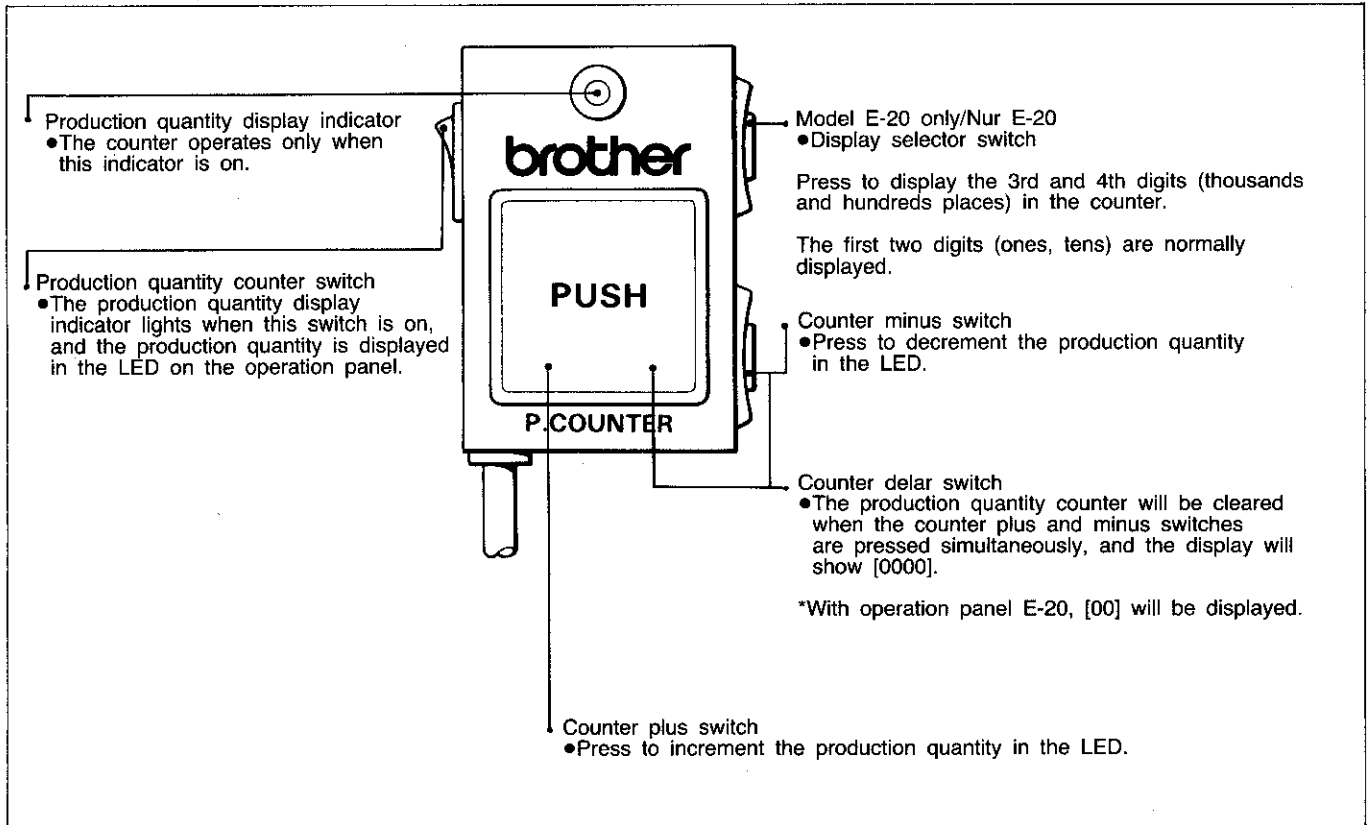 Production quantity display indicator
●The counter operates only when
this indicator is on.
Production quantity counter switch
●The production quantity display
indicator lights when this switch is on,
and the production quantity is displayed
in the LED on the operation panel.
brother
PUSH
P.COUNTER
Model E-20 only/Nur E-20
●Display selector switch
Press to display the 3rd and 4th digits (thousands
and hundreds places) in the counter.
The first two digits (ones, tens) are normally
displayed.
Counter minus switch
●Press to decrement the production quantity
in the LED.
Counter delar switch
●The production quantity counter will be cleared
when the counter plus and minus switches
are pressed simultaneously, and the display will
show [0000].
*With operation panel E-20, [00] will be displayed.
Counter plus switch
●Press to increment the production quantity in the LED.